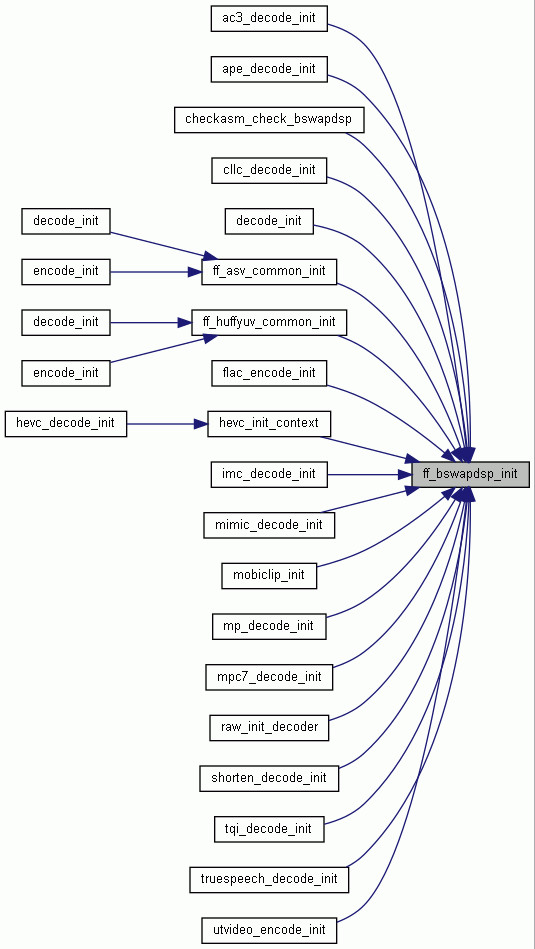 ac3_decode_init
ape_decode_init
checkasm_check_bswapdsp
cllc_decode_init
decode_init
decode_init
ff_asv_common_init
encode_init
decode_init
ff_huffyuv_common_init
encode_init
flac_encode_init
hevc_decode_init
hevc_init_context
ff_bswapdsp_init
imc_decode_init
mimic_decode_init
mobiclip_init
mp_decode_init
mpc7_decode_init
raw_init_decoder
shorten_decode_init
tqi_decode_init
truespeech_decode_init
utvideo_encode_init